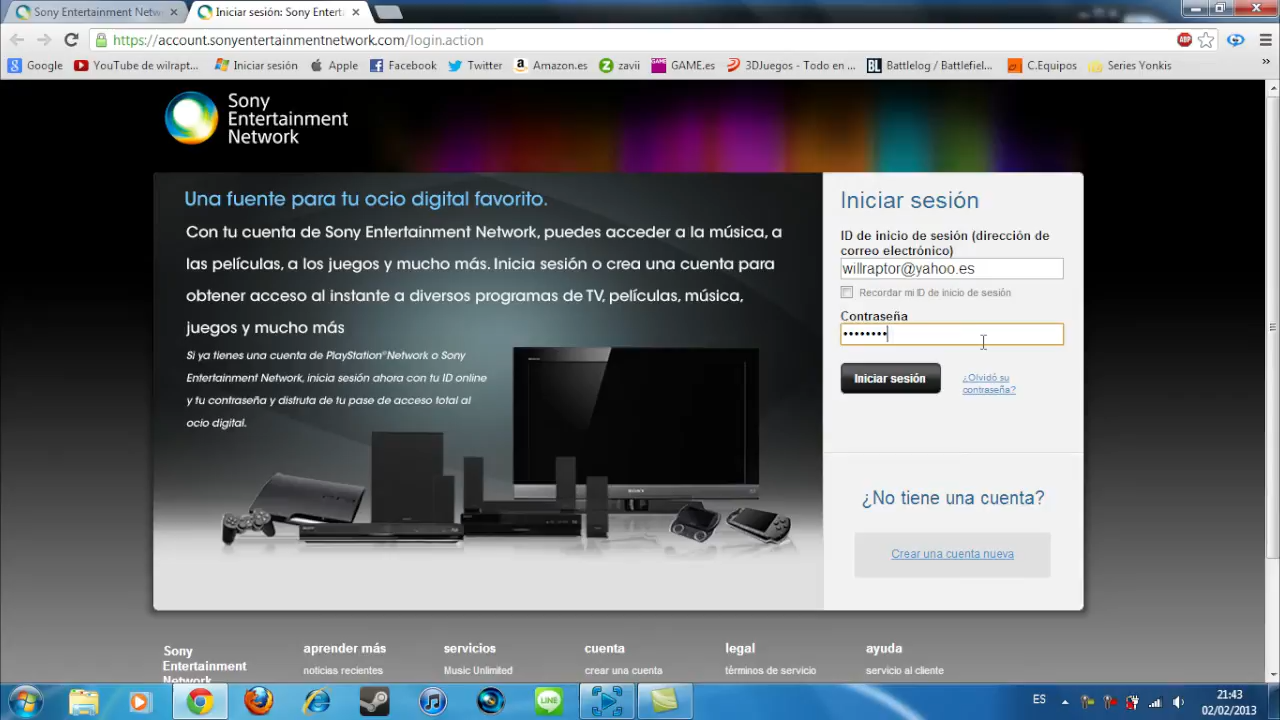 Sony Entertainment Netw
Iniciar sesión: Sony Entert
https://account.sonyentertainmentnetwork.com/login.action
ABP
Google
YouTube de wilrapt...
Iniciar sesión
Apple
Facebook
Twitter
Amazon.es
zavii
GAME.es
3DJuegos - Todo en ...
Battlelog / Battlefiel...
C.Equipos
Series Yonkis
Sony
Entertainment
Network
Una fuente para tu ocio digital favorito.
Con tu cuenta de Sony Entertainment Network, puedes acceder a la música, a
las películas, a los juegos y mucho más. Inicia sesión o crea una cuenta para
obtener acceso al instante a diversos programas de TV, películas, música,
juegos y mucho más
Si ya tienes una cuenta de PlayStation®Network o Sony
Entertainment Network, inicia sesión ahora con tu ID online
y tu contraseña y disfruta de tu pase de acceso total al
ocio digital.
SONY
Iniciar sesión
ID de inicio de sesión (dirección de
correo electrónico)
willraptor@yahoo.es
Recordar mi ID de inicio de sesión
Contraseña
••••••••
Iniciar sesión
¿Olvidó su
contraseña?
¿No tiene una cuenta?
Crear una cuenta nueva
Sony
Entertainment
Network
aprender más
noticias recientes
servicios
Music Unlimited
cuenta
crear una cuenta
legal
términos de servicio
ayuda
servicio al cliente
LINE
ES
21:43
02/02/2013